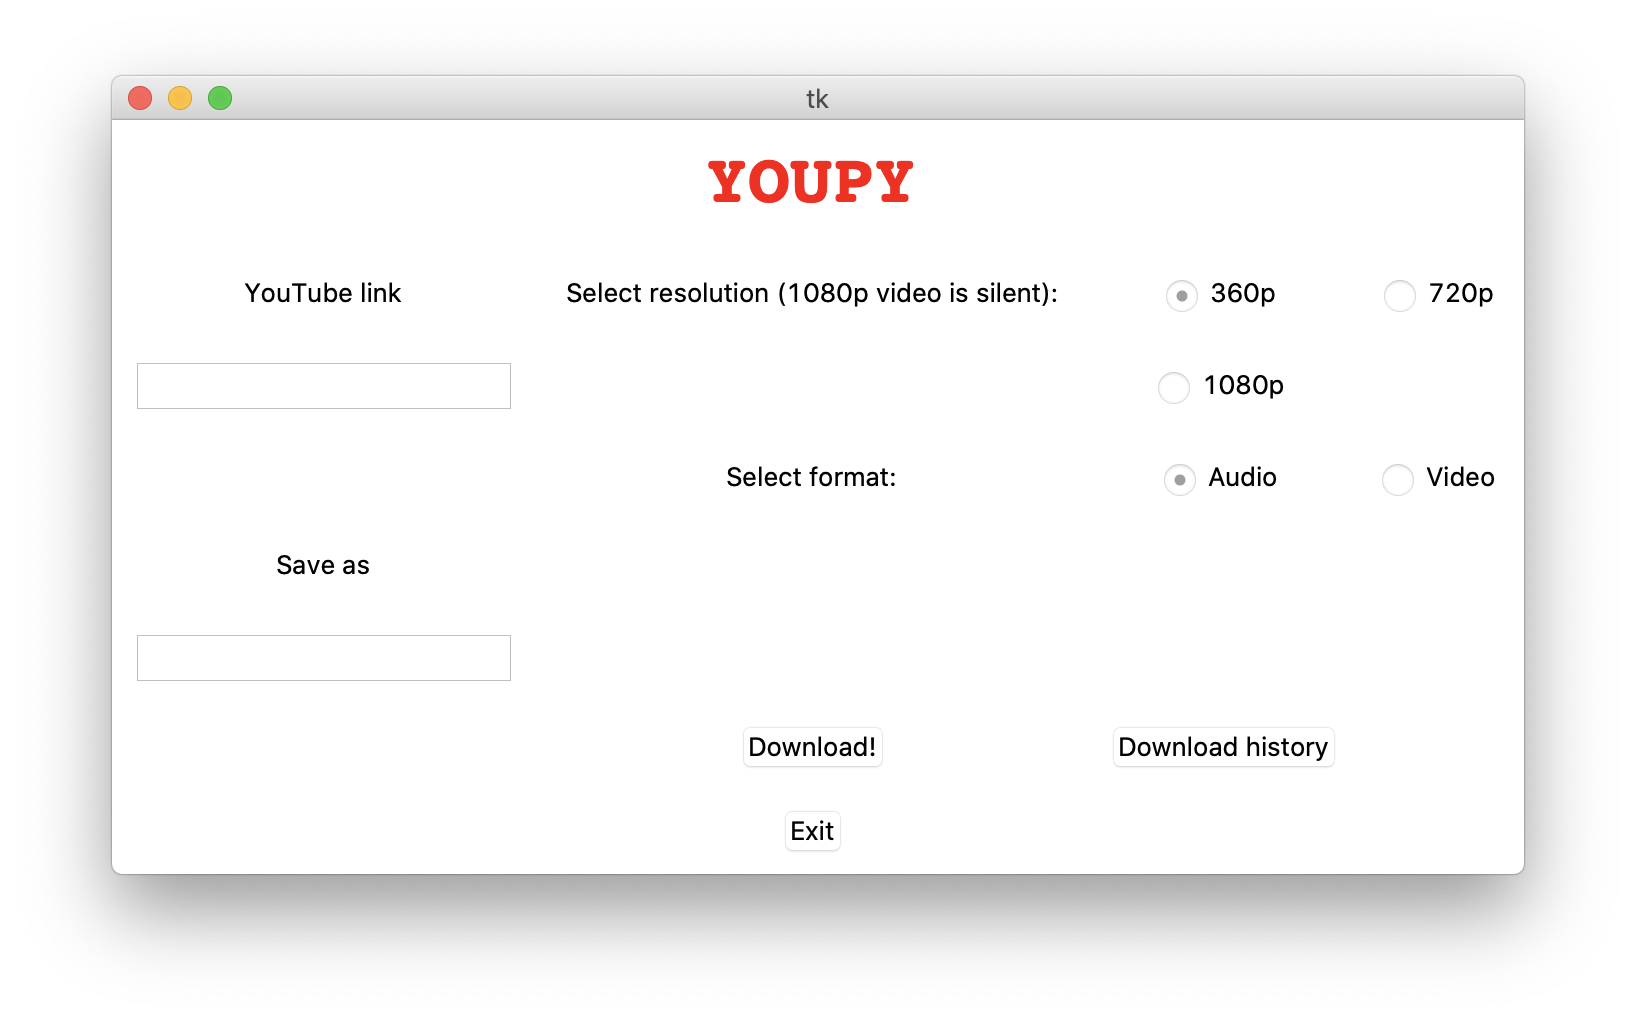 tk
YOUPY
YouTube link
Select resolution (1080p video is silent):
360p
720p
1080p
Select format:
Audio
Video
Save as
Download!
Download history
Exit